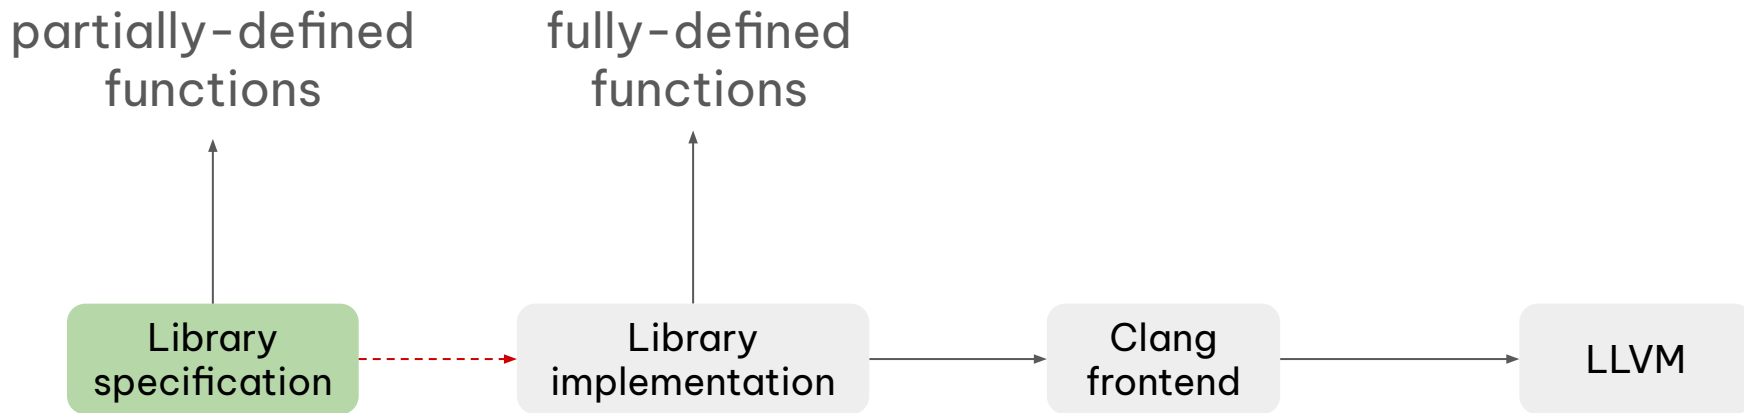 partially-defined
functions
fully-defined
functions
Library
specification
Library
implementation
Clang
frontend
LLVM